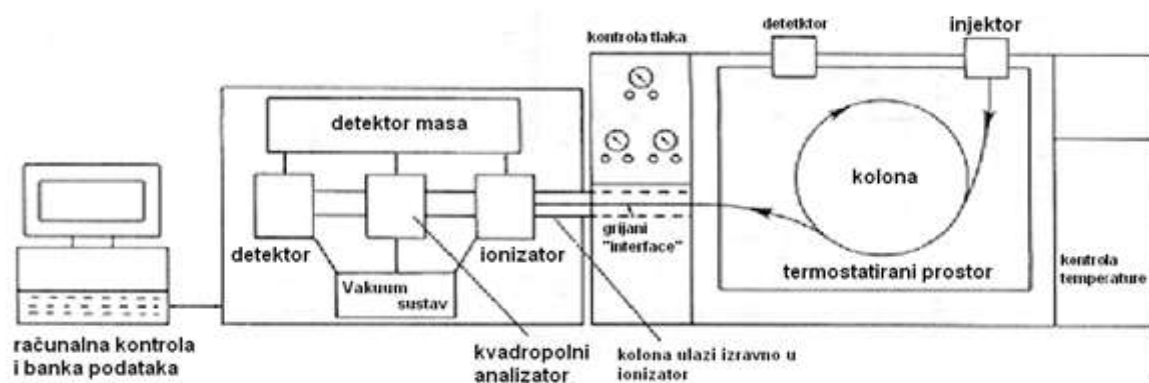 detetktor
injektor
kontrola tlaka
detektor masa
kolona
detektor
ionizator
grijani
"interface"
termostatirani prostor
kontrola
temperature
Vakuum
sustav
računalna kontrola
i banka podataka
kvadropolni
analizator
kolona ulazi izravno u
ionizator